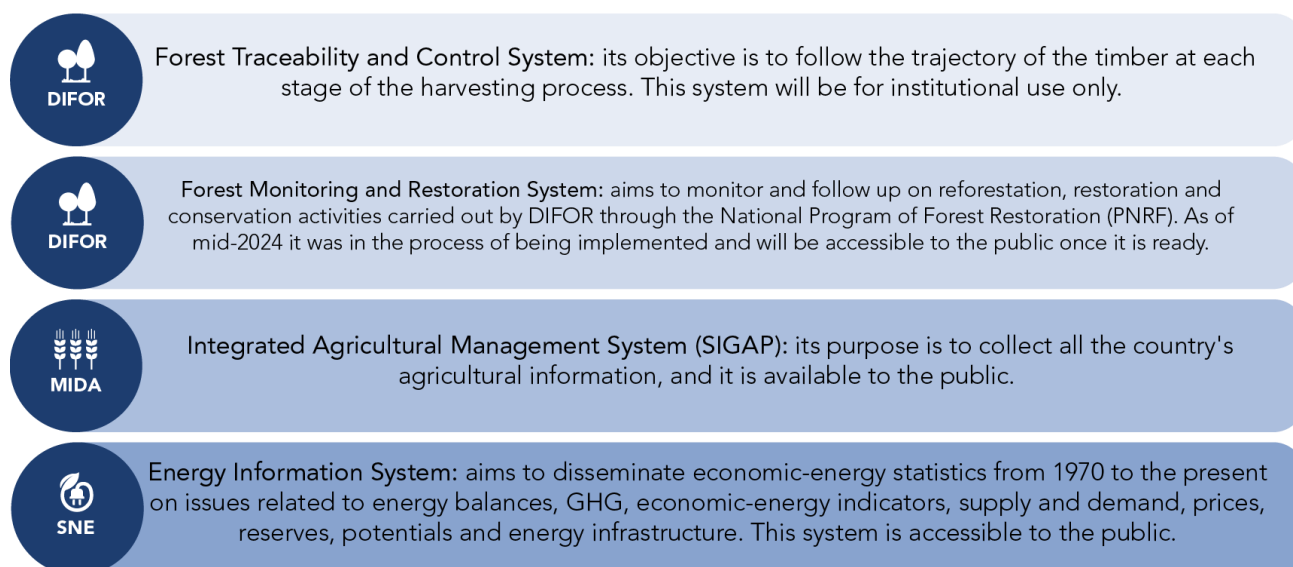 DIFOR
Forest Traceability and Control System: its objective is to follow the trajectory of the timber at each
stage of the harvesting process. This system will be for institutional use only.
DIFOR
Forest Monitoring and Restoration System: aims to monitor and follow up on reforestation, restoration and
conservation activities carried out by DIFOR through the National Program of Forest Restoration (PNRF). As of
mid-2024 it was in the process of being implemented and will be accessible to the public once it is ready.
MIDA
Integrated Agricultural Management System (SIGAP): its purpose is to collect all the country's
agricultural information, and it is available to the public.
SNE
Energy Information System: aims to disseminate economic-energy statistics from 1970 to the present
on issues related to energy balances, GHG, economic-energy indicators, supply and demand, prices,
reserves, potentials and energy infrastructure. This system is accessible to the public.